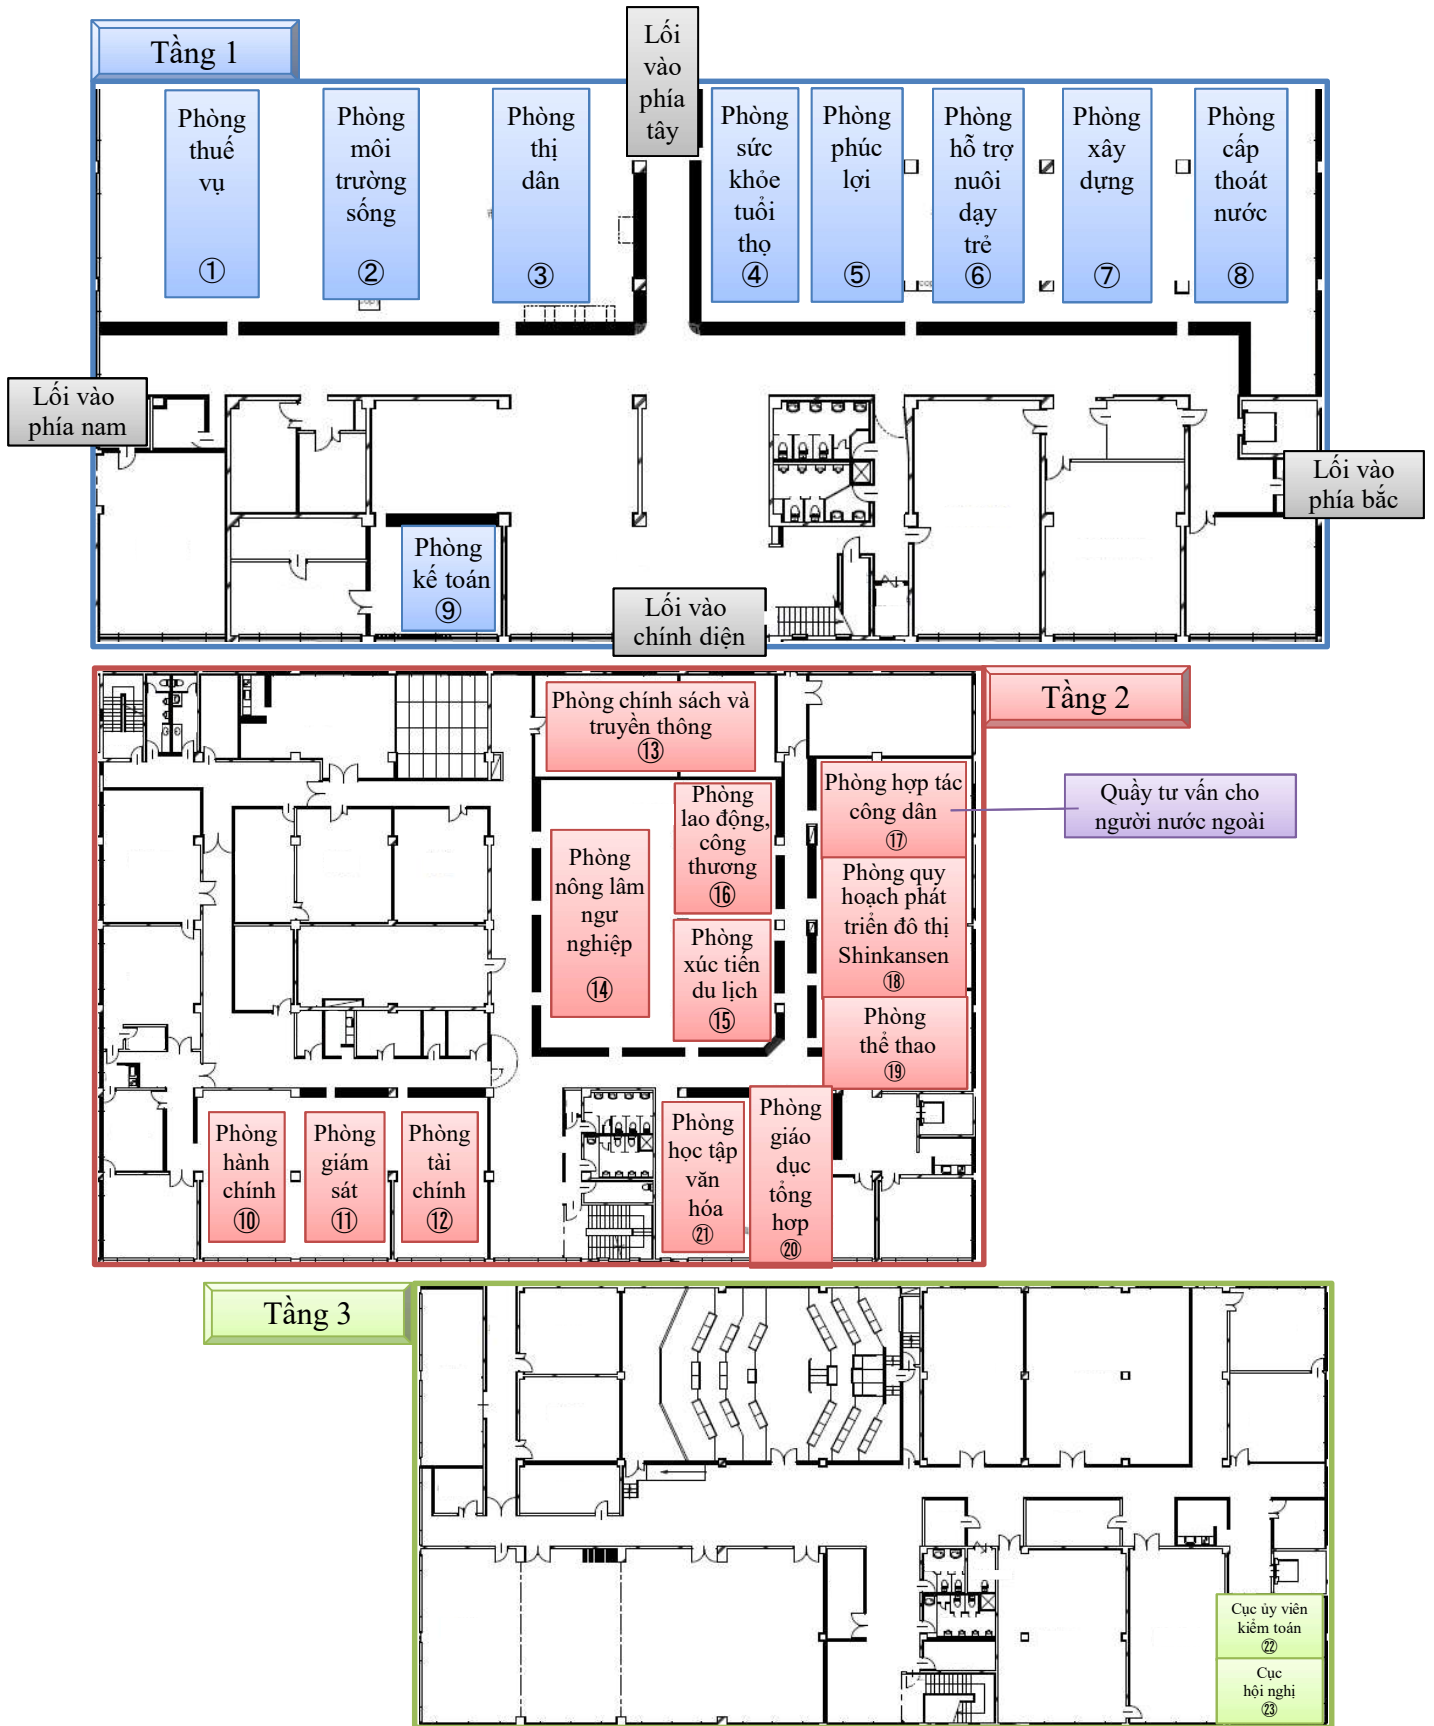 Tầng 1
Lối
vào
phía
tây
Phòng
thuế
vụ
①
Phòng
môi
trường
sống
②
Phòng
thị
dân
③
Phòng
sức
khỏe
tuổi
thọ
④
Phòng
phúc
lợi
⑤
Phòng
hỗ trợ
nuôi
dạy
trẻ
⑥
Phòng
xây
dựng
⑦
Phòng
cấp
thoát
nước
⑧
Lối vào
phía nam
Lối vào
phía bắc
Phòng
kế toán
⑨
Lối vào
chính diện
Tầng 2
Phòng chính sách và
truyền thông
⑬
Phòng
lao động,
công
thương
⑯
Phòng hợp tác
công dân
⑰
Quầy tư vấn cho
người nước ngoài
Phòng
nông lâm
ngư
nghiệp
⑭
Phòng quy
hoạch phát
triển đô thị
Shinkansen
⑱
Phòng
xúc tiến
du lịch
⑮
Phòng
thể thao
⑲
Phòng
hành
chính
⑩
Phòng
giám
sát
⑪
Phòng
tài
chính
⑫
Phòng
học tập
văn
hóa
㉑
Phòng
giáo
dục
tổng
hơp
⑳
Tầng 3
Cục ủy viên
kiểm toán
㉒
Cục
hội nghị
㉓